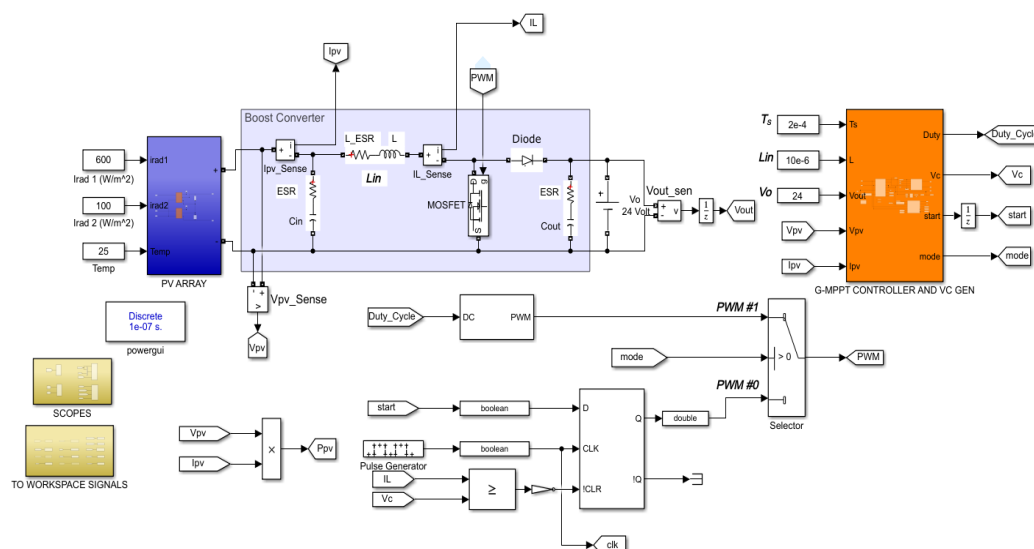 IL
Ipv
PWM
Boost Converter
600
Irad 1 (W/m^2)
100
Irad 2 (W/m^2)
25
Temp
irad1
irad2
Temp
+
-
PV ARRAY
+ i
-
Ipv_Sense
L_ESR
L
Lin
+ i
-
IL_Sense
Diode
ESR
Cin
g
D
S
MOSFET
ESR
Cout
+
Vo
24 Volt
Vout_sen
+
-
v
1
z
Vout
- +
v
Vpv_Sense
Vpv
Ts
2e-4
Lin
10e-6
Vo
24
Vpv
Ipv
Ts
L
Vout
Vpv
Ipv
Duty
Vc
start
mode
1
z
Duty_Cycle
Vc
start
mode
G-MPPT CONTROLLER AND VC GEN
Discrete
1e-07 s.
powergui
SCOPES
TO WORKSPACE SIGNALS
Vpv
Ipv
×
Ppv
Duty_Cycle
DC
PWM
PWM #1
mode
> 0
PWM
PWM #0
Selector
start
boolean
Pulse Generator
boolean
IL
Vc
≥
D
CLK
!CLR
Q
!Q
double
clk